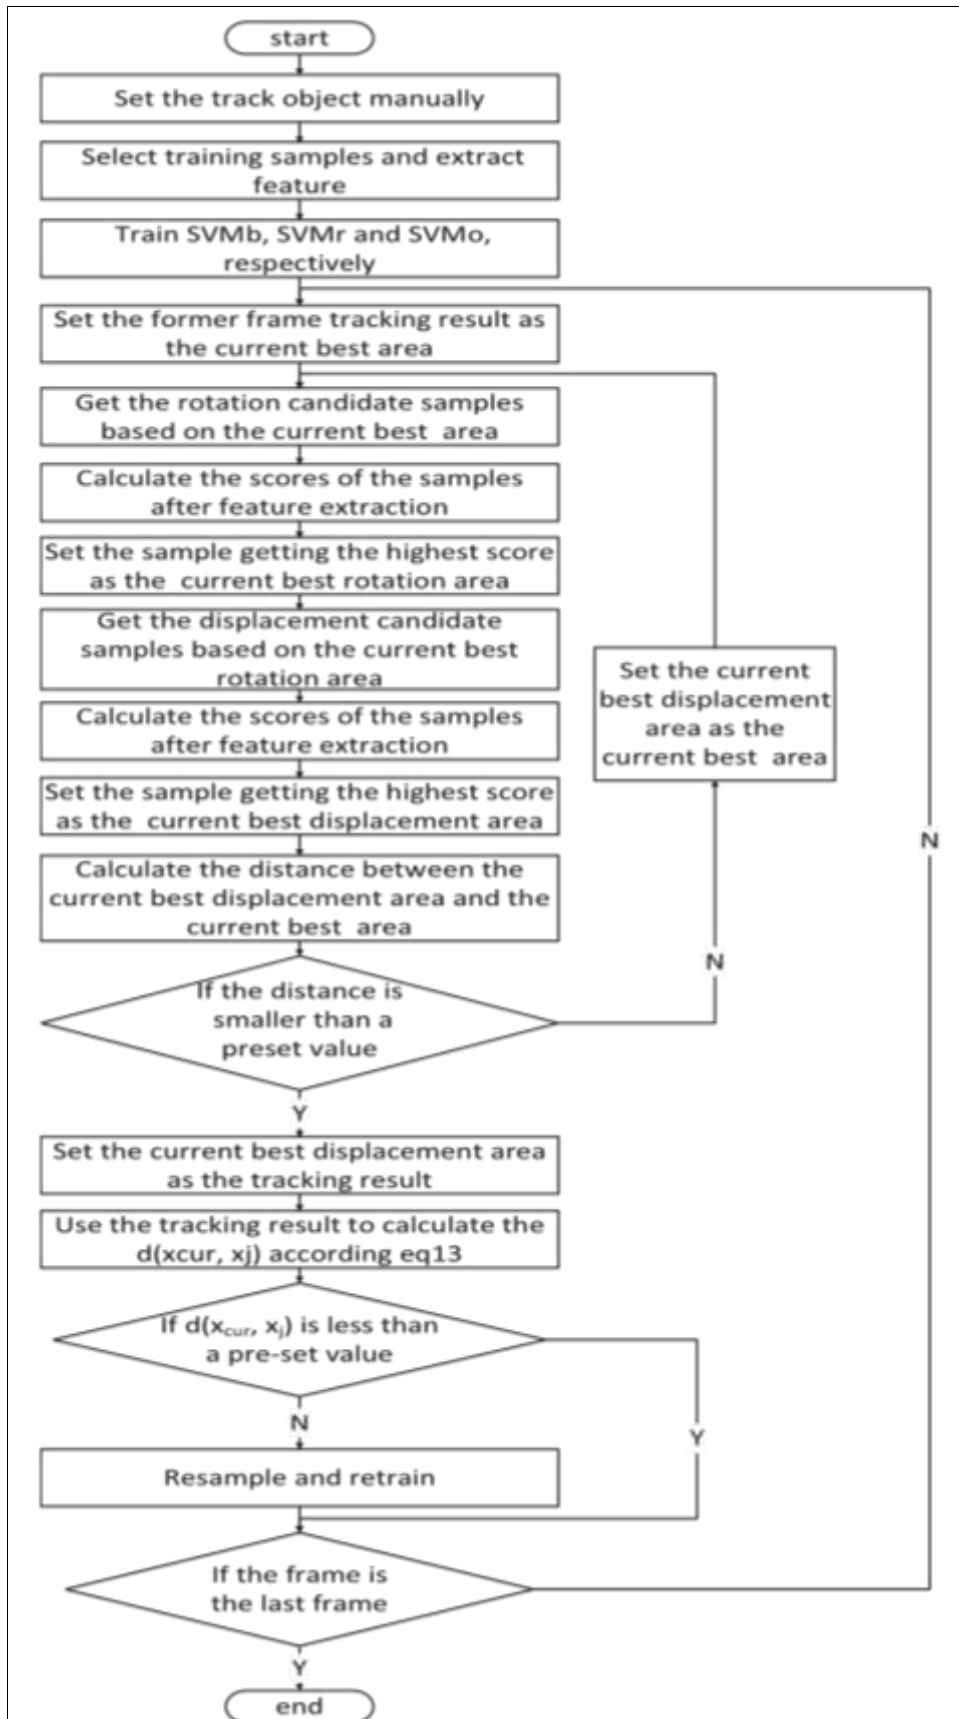 start
Set the track object manually
Select training samples and extract
feature
Train SVMb, SVMr and SVMo,
respectively
Set the former frame tracking result as
the current best area
Get the rotation candidate samples
based on the current best area
Calculate the scores of the samples
after feature extraction
Set the sample getting the highest score
as the current best rotation area
Get the displacement candidate
samples based on the current best
rotation area
Calculate the scores of the samples
after feature extraction
Set the sample getting the highest score
as the current best displacement area
Calculate the distance between the
current best displacement area and the
current best area
If the distance is
smaller than a
preset value
N
Set the current
best displacement
area as the
current best area
Y
Set the current best displacement area
as the tracking result
Use the tracking result to calculate the
d(xcur, xj) according eq13
If d(x_cur, x_j) is less than
a pre-set value
N
Y
Resample and retrain
If the frame is
the last frame
N
Y
end